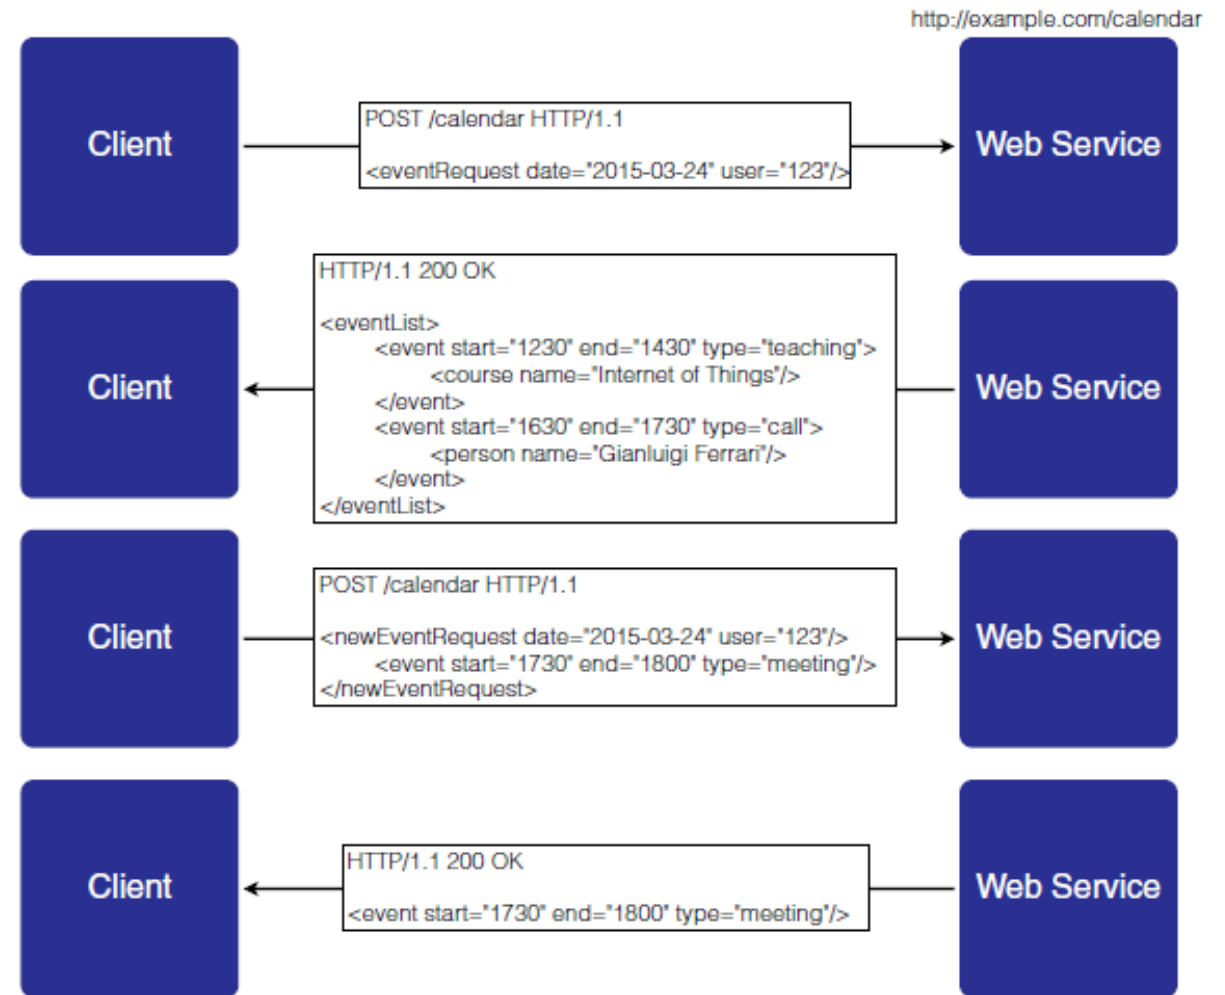 http://example.com/calendar
Client
POST /calendar HTTP/1.1
<eventRequest date="2015-03-24" user="123"/>
Web Service
HTTP/1.1 200 OK
<eventList>
<event start="1230" end="1430" type="teaching">
<course name="Internet of Things"/>
</event>
<event start="1630" end="1730" type="call">
<person name="Gianluigi Ferrari"/>
</event>
</eventList>
Client
Web Service
POST /calendar HTTP/1.1
<newEventRequest date="2015-03-24" user="123"/>
<event start="1730" end="1800" type="meeting"/>
</newEventRequest>
Client
Web Service
HTTP/1.1 200 OK
<event start="1730" end="1800" type="meeting"/>
Client
Web Service